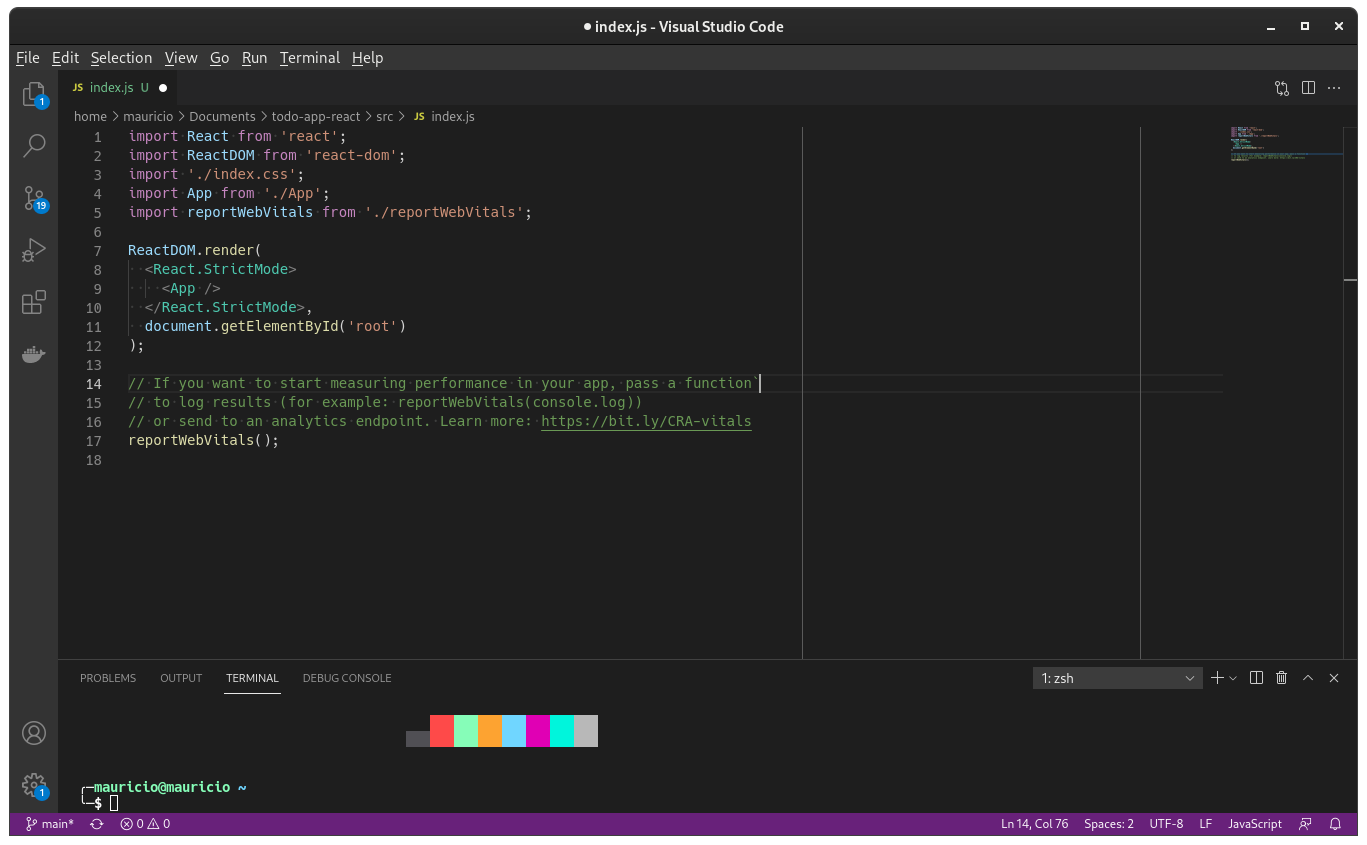 ● index.js - Visual Studio Code
File Edit Selection View Go Run Terminal Help
JS index.js U ●
home > mauricio > Documents > todo-app-react > src > JS index.js
1 import React from 'react';
2 import ReactDOM from 'react-dom';
3 import './index.css';
4 import App from './App';
5 import reportWebVitals from './reportWebVitals';
6
7 ReactDOM.render(
8   <React.StrictMode>
9     <App />
10   </React.StrictMode>,
11   document.getElementById('root')
12 );
13
14 // If you want to start measuring performance in your app, pass a function`
15 // to log results (for example: reportWebVitals(console.log))
16 // or send to an analytics endpoint. Learn more: https://bit.ly/CRA-vitals
17 reportWebVitals();
18
1
19
PROBLEMS OUTPUT TERMINAL DEBUG CONSOLE 1: zsh
╭─mauricio@mauricio ~
╰─$
1
main* 0 0 Ln 14, Col 76 Spaces: 2 UTF-8 LF JavaScript